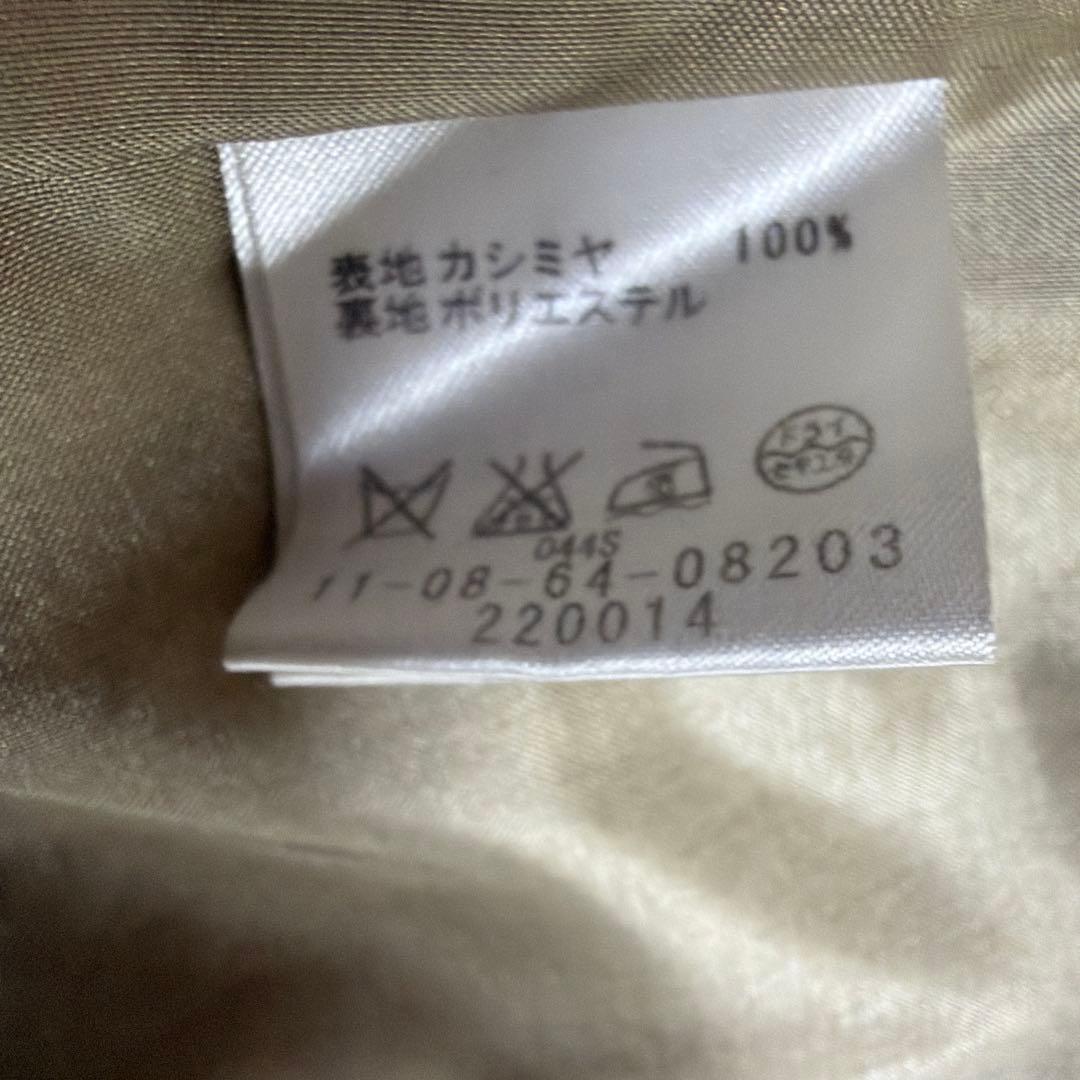 表地 カシミヤ 100%
裏地 ポリエステル
ドライ
セキユ系
0445
11-08-64-08203
220014